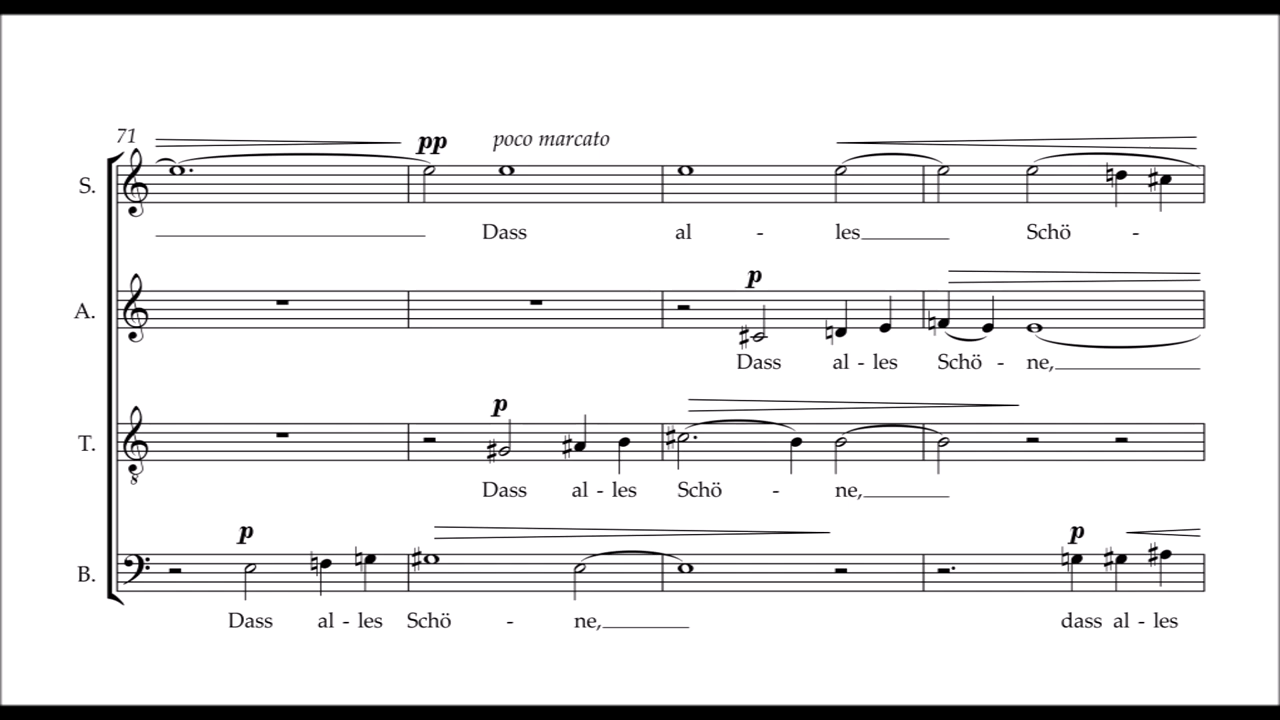 71
pp poco marcato
S.
Dass al - les Schö -
p
A.
Dass al - les Schö - ne,
p
T.
8
Dass al - les Schö - ne,
p p
B.
Dass al - les Schö - ne, dass al - les